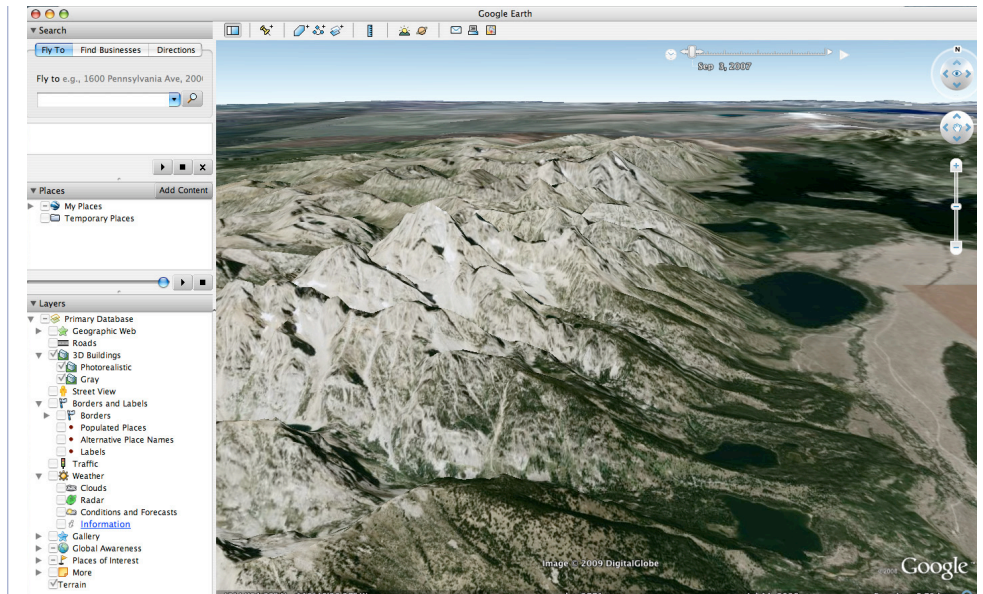 Google Earth
▼ Search
Fly To Find Businesses Directions
Fly to e.g., 1600 Pennsylvania Ave, 200
▼ Places Add Content
My Places
Temporary Places
▼ Layers
Primary Database
Geographic Web
Roads
3D Buildings
Photorealistic
Gray
Street View
Borders and Labels
Borders
Populated Places
Alternative Place Names
Labels
Traffic
Weather
Clouds
Radar
Conditions and Forecasts
Information
Gallery
Global Awareness
Places of Interest
More
Terrain
Sep 3, 2007
N
Image © 2009 DigitalGlobe
Google